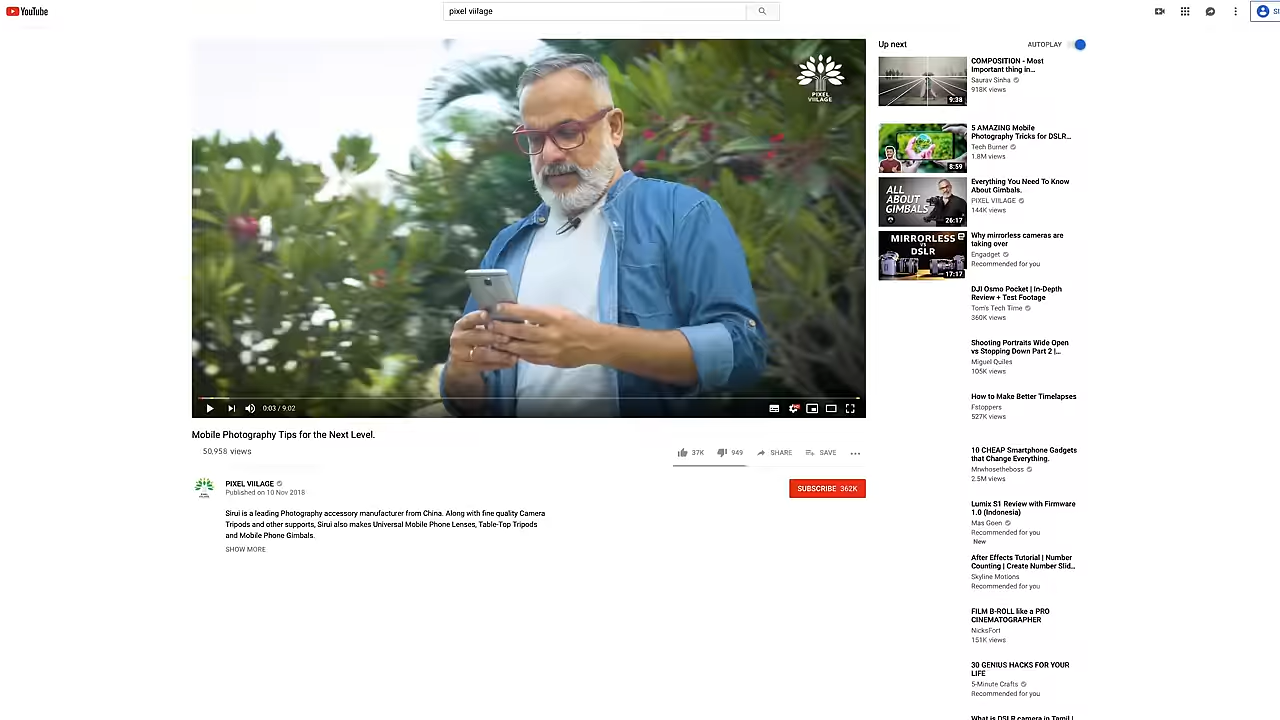 YouTube
pixel viilage
SI
PIXEL
VIILAGE
0:03 / 9:02
Mobile Photography Tips for the Next Level.
50,958 views
37K
949
SHARE
SAVE
PIXEL VIILAGE
Published on 10 Nov 2018
SUBSCRIBE 362K
Sirui is a leading Photography accessory manufacturer from China. Along with fine quality Camera
Tripods and other supports, Sirui also makes Universal Mobile Phone Lenses, Table-Top Tripods
and Mobile Phone Gimbals.
SHOW MORE
Up next
AUTOPLAY
9:38
COMPOSITION - Most
Important thing in...
Saurav Sinha
918K views
8:59
5 AMAZING Mobile
Photography Tricks for DSLR...
Tech Burner
1.8M views
ALL
ABOUT
GIMBALS
26:17
Everything You Need To Know
About Gimbals.
PIXEL VIILAGE
144K views
MIRRORLESS
VS
DSLR
17:17
Why mirrorless cameras are
taking over
Engadget
Recommended for you
DJI Osmo Pocket | In-Depth
Review + Test Footage
Tom's Tech Time
360K views
Shooting Portraits Wide Open
vs Stopping Down Part 2 |...
Miguel Quiles
105K views
How to Make Better Timelapses
Fstoppers
527K views
10 CHEAP Smartphone Gadgets
that Change Everything.
Mrwhosetheboss
2.5M views
Lumix S1 Review with Firmware
1.0 (Indonesia)
Mas Goen
Recommended for you
New
After Effects Tutorial | Number
Counting | Create Number Slid...
Skyline Motions
Recommended for you
FILM B-ROLL like a PRO
CINEMATOGRAPHER
NicksFort
151K views
30 GENIUS HACKS FOR YOUR
LIFE
5-Minute Crafts
Recommended for you
What is DSLR camera in Tamil |